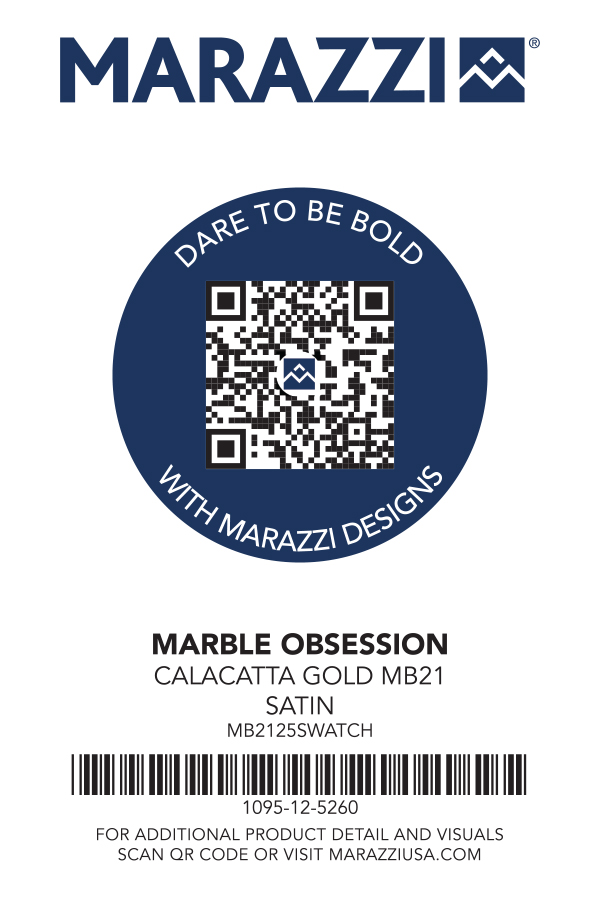 MARAZZI®
DARE TO BE BOLD
WITH MARAZZI DESIGNS
MARBLE OBSESSION
CALACATTA GOLD MB21
SATIN
MB2125SWATCH
1095-12-5260
FOR ADDITIONAL PRODUCT DETAIL AND VISUALS
SCAN QR CODE OR VISIT MARAZZIUSA.COM